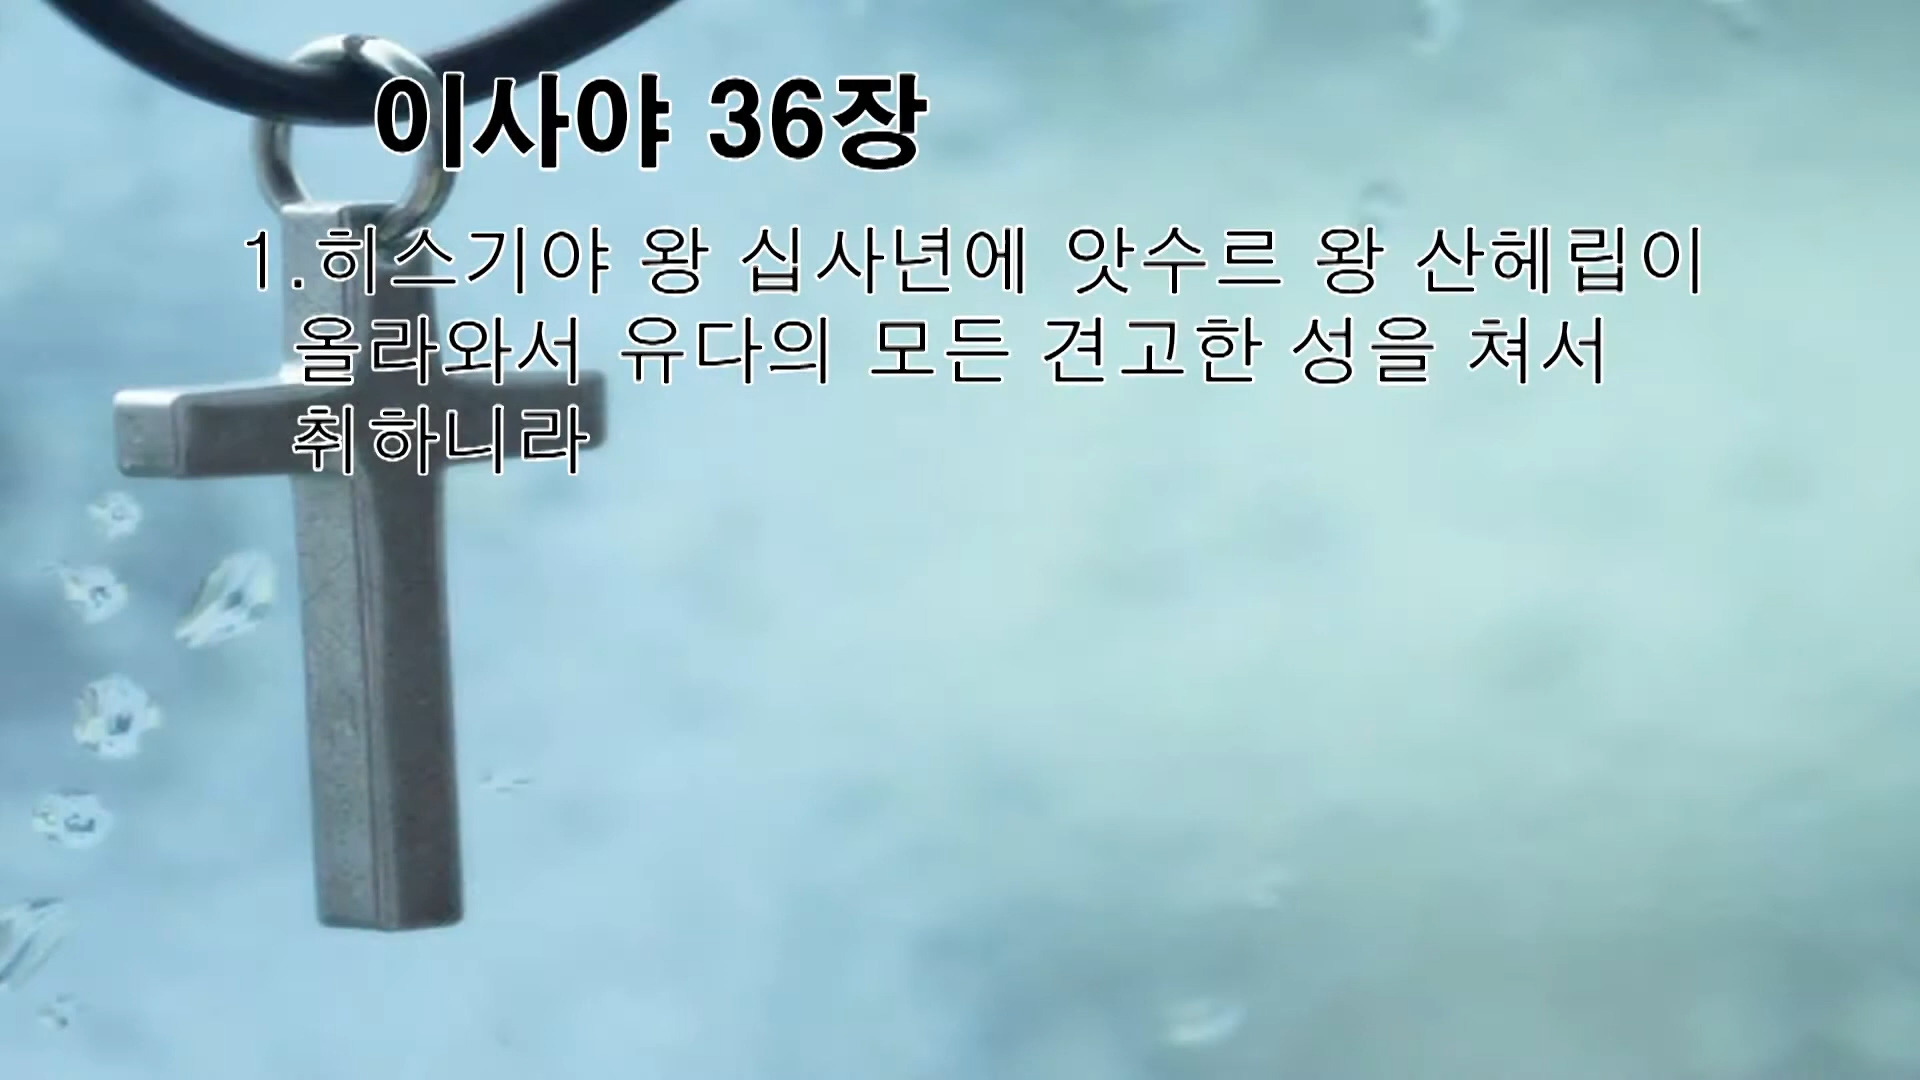 이사야 36장
1.히스기야 왕 십사년에 앗수르 왕 산헤립이
올라와서 유다의 모든 견고한 성을 쳐서
취하니라